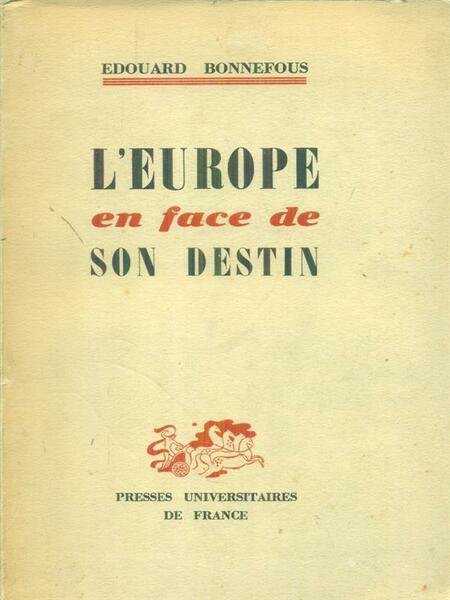 EDOUARD BONNEFOUS
L'EUROPE
en face de
SON DESTIN
PRESSES UNIVERSITAIRES
DE FRANCE